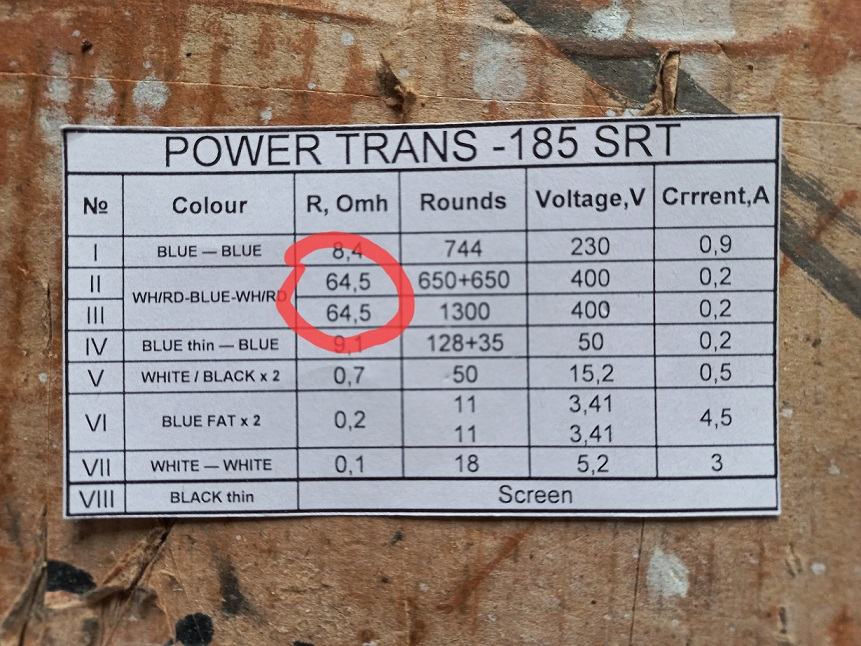 POWER TRANS -185 SRT
№ Colour R, Omh Rounds Voltage,V Crrrent,A
I BLUE — BLUE 8,4 744 230 0,9
II WH/RD-BLUE-WH/RD 64,5 650+650 400 0,2
III 64,5 1300 400 0,2
IV BLUE thin — BLUE 9,1 128+35 50 0,2
V WHITE / BLACK x 2 0,7 50 15,2 0,5
VI BLUE FAT x 2 0,2 11 3,41 4,5
11 3,41
VII WHITE — WHITE 0,1 18 5,2 3
VIII BLACK thin Screen